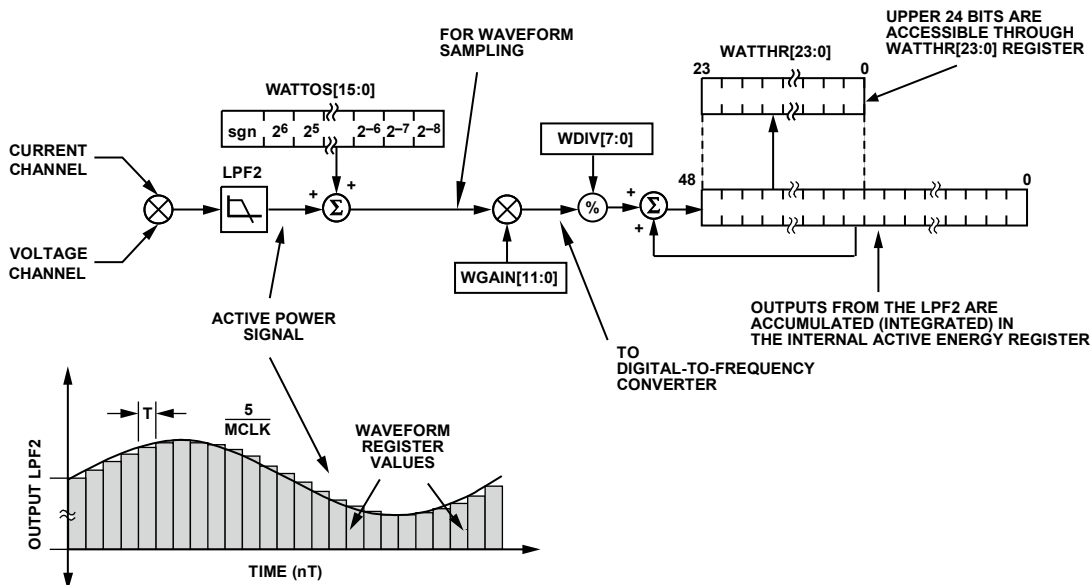 UPPER 24 BITS ARE
ACCESSIBLE THROUGH
WATTHR[23:0] REGISTER
FOR WAVEFORM
SAMPLING
WATTHR[23:0]
23
0
WATTOS[15:0]
sgn 2⁶ 2⁵ 2⁻⁶ 2⁻⁷ 2⁻⁸
WDIV[7:0]
CURRENT
CHANNEL
LPF2
+
+
Σ
%
+
Σ
+
48
0
VOLTAGE
CHANNEL
WGAIN[11:0]
ACTIVE POWER
SIGNAL
TO
DIGITAL-TO-FREQUENCY
CONVERTER
OUTPUTS FROM THE LPF2 ARE
ACCUMULATED (INTEGRATED) IN
THE INTERNAL ACTIVE ENERGY REGISTER
T
5
MCLK
WAVEFORM
REGISTER
VALUES
OUTPUT LPF2
TIME (nT)